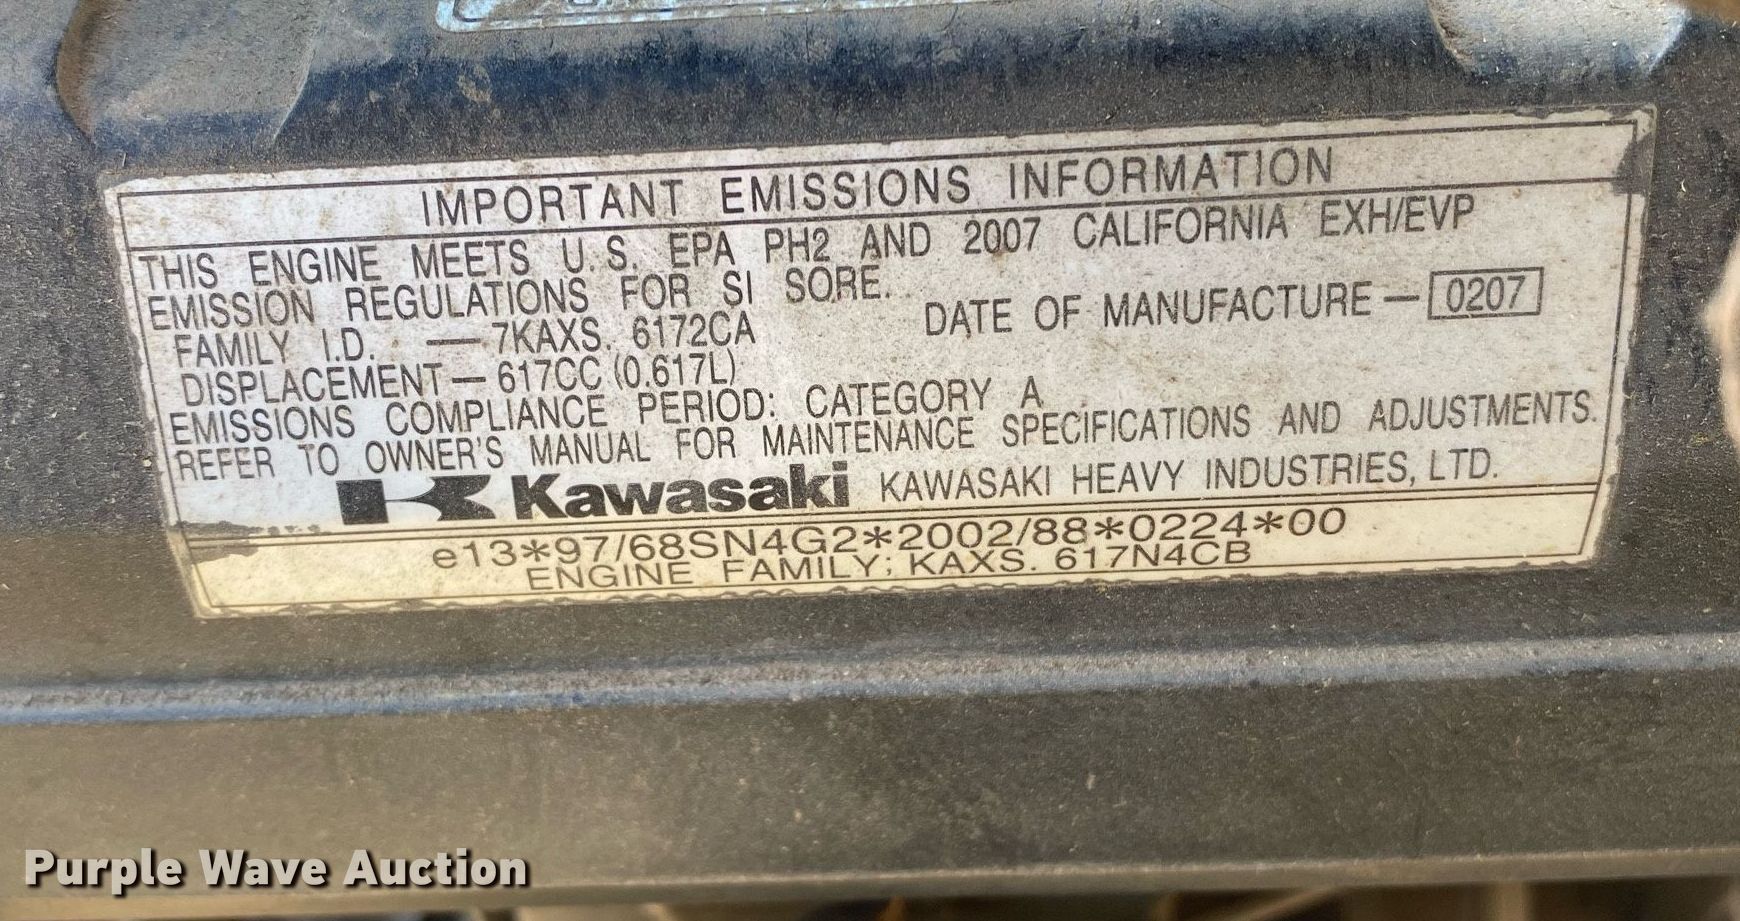 IMPORTANT EMISSIONS INFORMATION
THIS ENGINE MEETS U.S. EPA PH2 AND 2007 CALIFORNIA EXH/EVP
EMISSION REGULATIONS FOR SI SORE.
FAMILY I.D. — 7KAXS. 6172CA
DATE OF MANUFACTURE — 0207
DISPLACEMENT — 617CC (0.617L)
EMISSIONS COMPLIANCE PERIOD: CATEGORY A
REFER TO OWNER'S MANUAL FOR MAINTENANCE SPECIFICATIONS AND ADJUSTMENTS.
Kawasaki KAWASAKI HEAVY INDUSTRIES, LTD.
e13*97/68SN4G2*2002/88*0224*00
ENGINE FAMILY; KAXS. 617N4CB
Purple Wave Auction